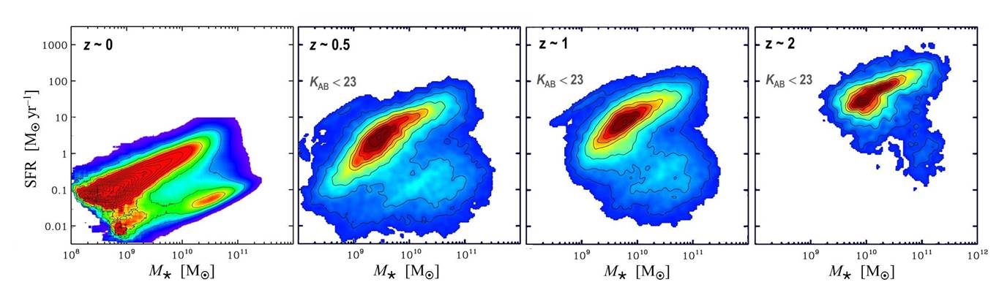 z ~ 0
z ~ 0.5
z ~ 1
z ~ 2
K_AB < 23
K_AB < 23
K_AB < 23
SFR [M⊙ yr⁻¹]
1000
100
10
1
0.1
0.01
10⁸ 10⁹ 10¹⁰ 10¹¹
10⁹ 10¹⁰ 10¹¹
10⁹ 10¹⁰ 10¹¹
10⁹ 10¹⁰ 10¹¹ 10¹²
M★ [M⊙]
M★ [M⊙]
M★ [M⊙]
M★ [M⊙]